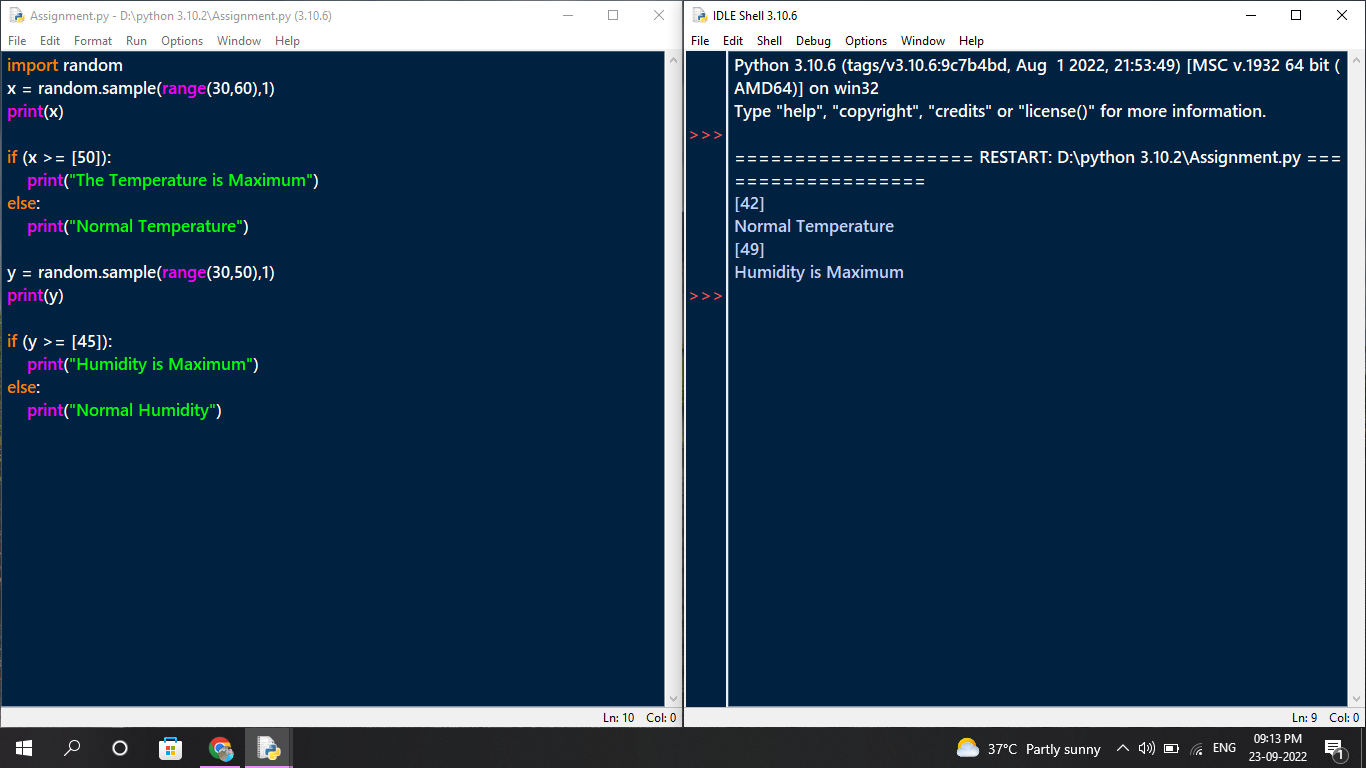 Assignment.py - D:\python 3.10.2\Assignment.py (3.10.6)
File Edit Format Run Options Window Help
import random
x = random.sample(range(30,60),1)
print(x)
if (x >= [50]):
    print("The Temperature is Maximum")
else:
    print("Normal Temperature")
y = random.sample(range(30,50),1)
print(y)
if (y >= [45]):
    print("Humidity is Maximum")
else:
    print("Normal Humidity")
Ln: 10 Col: 0
IDLE Shell 3.10.6
File Edit Shell Debug Options Window Help
Python 3.10.6 (tags/v3.10.6:9c7b4bd, Aug  1 2022, 21:53:49) [MSC v.1932 64 bit (
AMD64)] on win32
Type "help", "copyright", "credits" or "license()" for more information.
>>>
==================== RESTART: D:\python 3.10.2\Assignment.py ===
================
[42]
Normal Temperature
[49]
Humidity is Maximum
>>>
Ln: 9 Col: 0
37°C Partly sunny
ENG
09:13 PM
23-09-2022
1